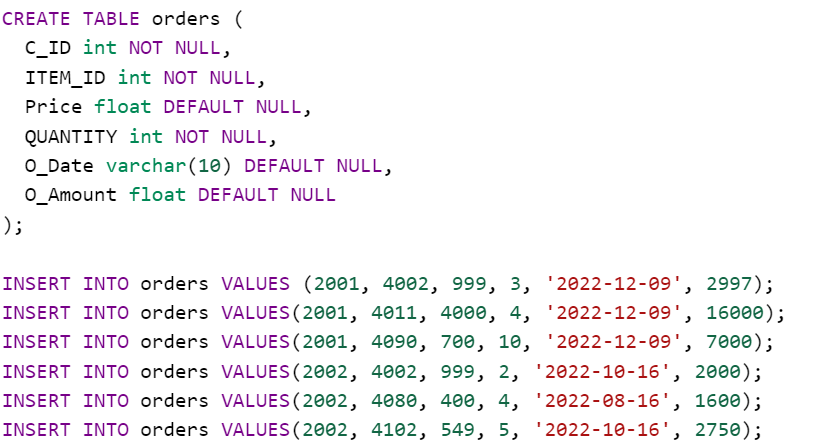 CREATE TABLE orders (
  C_ID int NOT NULL,
  ITEM_ID int NOT NULL,
  Price float DEFAULT NULL,
  QUANTITY int NOT NULL,
  O_Date varchar(10) DEFAULT NULL,
  O_Amount float DEFAULT NULL
);

INSERT INTO orders VALUES (2001, 4002, 999, 3, '2022-12-09', 2997);
INSERT INTO orders VALUES(2001, 4011, 4000, 4, '2022-12-09', 16000);
INSERT INTO orders VALUES(2001, 4090, 700, 10, '2022-12-09', 7000);
INSERT INTO orders VALUES(2002, 4002, 999, 2, '2022-10-16', 2000);
INSERT INTO orders VALUES(2002, 4080, 400, 4, '2022-08-16', 1600);
INSERT INTO orders VALUES(2002, 4102, 549, 5, '2022-10-16', 2750);